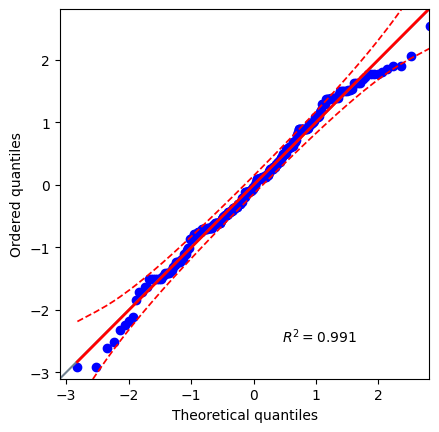 2
1
0
−1
−2
−3
Ordered quantiles
R² = 0.991
−3 −2 −1 0 1 2
Theoretical quantiles